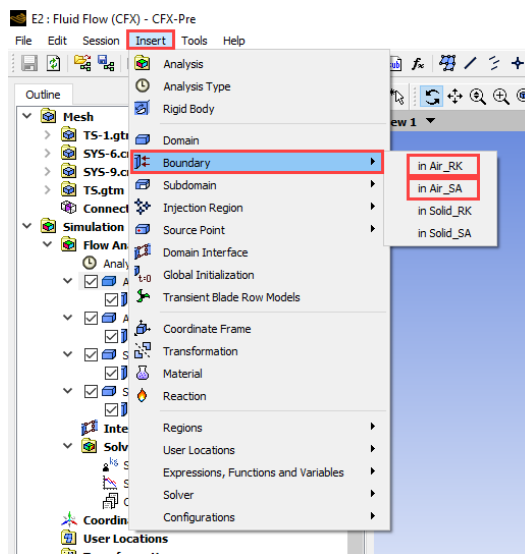 E2 : Fluid Flow (CFX) - CFX-Pre
File Edit Session Insert Tools Help
Analysis
Outline
Analysis Type
Rigid Body
ew 1
Mesh
TS-1.gt
Domain
SYS-6.c
Boundary
in Air_RK
SYS-9.c
Subdomain
in Air_SA
TS.gtm
Connect
Injection Region
in Solid_RK
Simulation
Source Point
in Solid_SA
Flow An
Domain Interface
Analy
t=0
Global Initialization
A
Transient Blade Row Models
A
Coordinate Frame
S
Transformation
Material
S
Reaction
Inte
Regions
Solv
User Locations
S
Expressions, Functions and Variables
S
Solver
Coordin
Configurations
User Locations